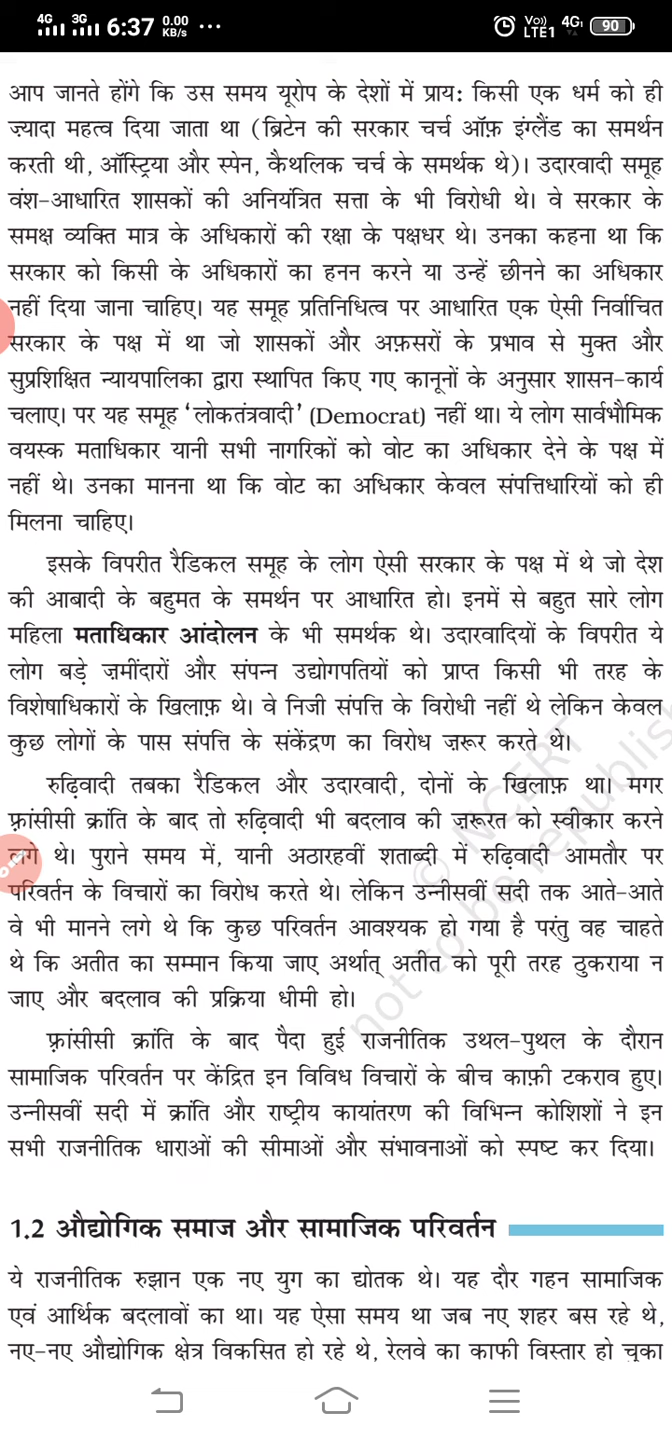 4G 3G 6:37 0.00 KB/s ... Vo)) LTE1 4G 90
आप जानते होंगे कि उस समय यूरोप के देशों में प्राय: किसी एक धर्म को ही
ज़्यादा महत्व दिया जाता था (ब्रिटेन की सरकार चर्च ऑफ़ इंग्लैंड का समर्थन
करती थी, ऑस्ट्रिया और स्पेन, कैथलिक चर्च के समर्थक थे)। उदारवादी समूह
वंश-आधारित शासकों की अनियंत्रित सत्ता के भी विरोधी थे। वे सरकार के
समक्ष व्यक्ति मात्र के अधिकारों की रक्षा के पक्षधर थे। उनका कहना था कि
सरकार को किसी के अधिकारों का हनन करने या उन्हें छीनने का अधिकार
नहीं दिया जाना चाहिए। यह समूह प्रतिनिधित्व पर आधारित एक ऐसी निर्वाचित
सरकार के पक्ष में था जो शासकों और अफ़सरों के प्रभाव से मुक्त और
सुप्रशिक्षित न्यायपालिका द्वारा स्थापित किए गए कानूनों के अनुसार शासन-कार्य
चलाए। पर यह समूह ‘लोकतंत्रवादी’ (Democrat) नहीं था। ये लोग सार्वभौमिक
वयस्क मताधिकार यानी सभी नागरिकों को वोट का अधिकार देने के पक्ष में
नहीं थे। उनका मानना था कि वोट का अधिकार केवल संपत्तिधारियों को ही
मिलना चाहिए।
इसके विपरीत रैडिकल समूह के लोग ऐसी सरकार के पक्ष में थे जो देश
की आबादी के बहुमत के समर्थन पर आधारित हो। इनमें से बहुत सारे लोग
महिला मताधिकार आंदोलन के भी समर्थक थे। उदारवादियों के विपरीत ये
लोग बड़े ज़मींदारों और संपन्न उद्योगपतियों को प्राप्त किसी भी तरह के
विशेषाधिकारों के खिलाफ़ थे। वे निजी संपत्ति के विरोधी नहीं थे लेकिन केवल
कुछ लोगों के पास संपत्ति के संकेंद्रण का विरोध ज़रूर करते थे।
रुढ़िवादी तबका रैडिकल और उदारवादी, दोनों के खिलाफ़ था। मगर
फ़्रांसीसी क्रांति के बाद तो रुढ़िवादी भी बदलाव की ज़रूरत को स्वीकार करने
लगे थे। पुराने समय में, यानी अठारहवीं शताब्दी में रुढ़िवादी आमतौर पर
परिवर्तन के विचारों का विरोध करते थे। लेकिन उन्नीसवीं सदी तक आते-आते
वे भी मानने लगे थे कि कुछ परिवर्तन आवश्यक हो गया है परंतु वह चाहते
थे कि अतीत का सम्मान किया जाए अर्थात् अतीत को पूरी तरह ठुकराया न
जाए और बदलाव की प्रक्रिया धीमी हो।
फ़्रांसीसी क्रांति के बाद पैदा हुई राजनीतिक उथल-पुथल के दौरान
सामाजिक परिवर्तन पर केंद्रित इन विविध विचारों के बीच काफ़ी टकराव हुए।
उन्नीसवीं सदी में क्रांति और राष्ट्रीय कायांतरण की विभिन्न कोशिशों ने इन
सभी राजनीतिक धाराओं की सीमाओं और संभावनाओं को स्पष्ट कर दिया।
© NCERT
not to be republish
1.2 औद्योगिक समाज और सामाजिक परिवर्तन
ये राजनीतिक रुझान एक नए युग का द्योतक थे। यह दौर गहन सामाजिक
एवं आर्थिक बदलावों का था। यह ऐसा समय था जब नए शहर बस रहे थे,
नए-नए औद्योगिक क्षेत्र विकसित हो रहे थे, रेलवे का काफी विस्तार हो चुका